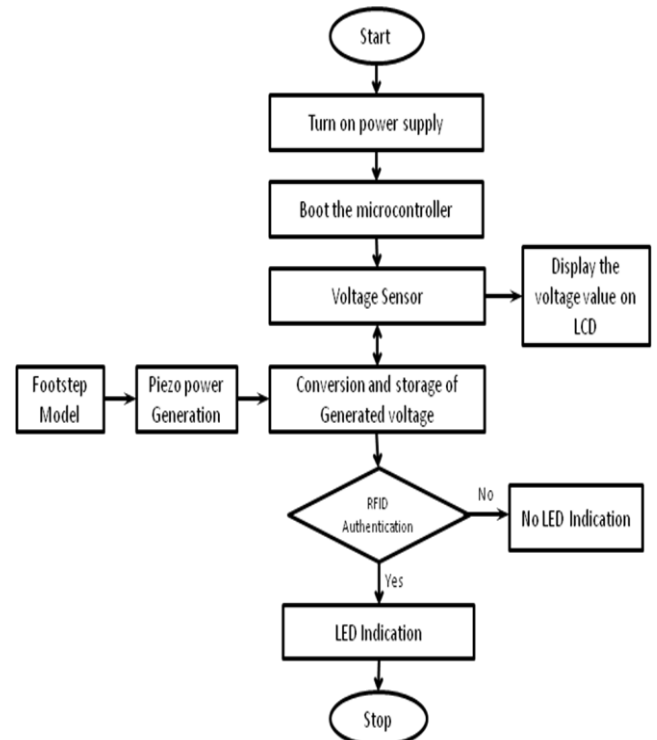 Start
Turn on power supply
Boot the microcontroller
Voltage Sensor
Display the
voltage value on
LCD
Footstep
Model
Piezo power
Generation
Conversion and storage of
Generated voltage
RFID
Authentication
No
No LED Indication
Yes
LED Indication
Stop